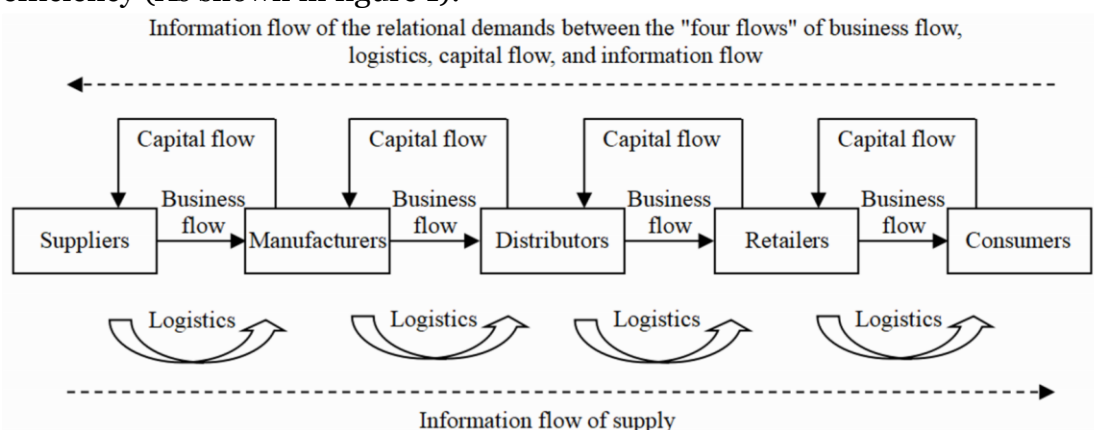 efficiency (As shown in figure 1).
Information flow of the relational demands between the "four flows" of business flow,
logistics, capital flow, and information flow
Capital flow
Capital flow
Capital flow
Capital flow
Business
flow
Business
flow
Business
flow
Business
flow
Suppliers
Manufacturers
Distributors
Retailers
Consumers
Logistics
Logistics
Logistics
Logistics
Information flow of supply